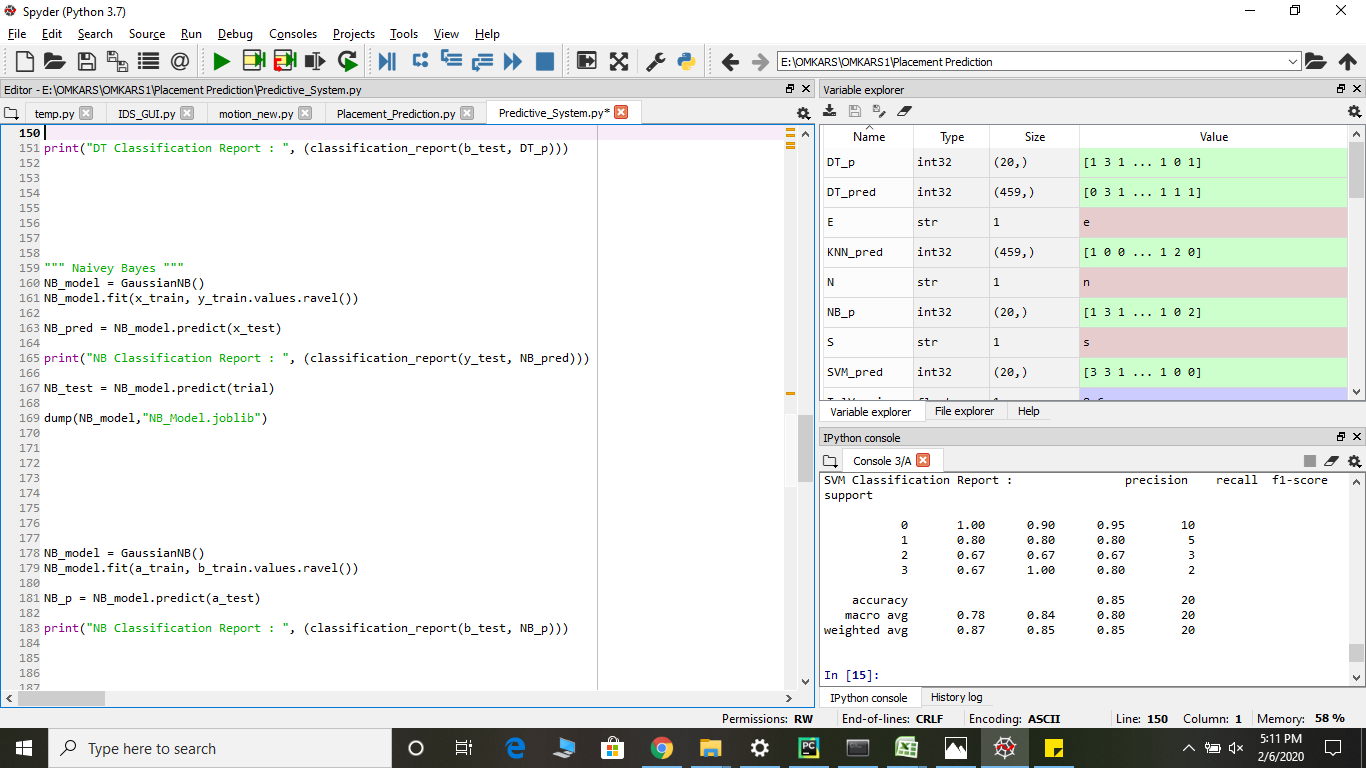 Spyder (Python 3.7)
File Edit Search Source Run Debug Consoles Projects Tools View Help
E:\OMKARS\OMKARS1\Placement Prediction
Editor - E:\OMKARS\OMKARS1\Placement Prediction\Predictive_System.py
temp.py IDS_GUI.py motion_new.py Placement_Prediction.py Predictive_System.py*
150
151 print("DT Classification Report : ", (classification_report(b_test, DT_p)))
152
153
154
155
156
157
158
159 """ Naivey Bayes """
160 NB_model = GaussianNB()
161 NB_model.fit(x_train, y_train.values.ravel())
162
163 NB_pred = NB_model.predict(x_test)
164
165 print("NB Classification Report : ", (classification_report(y_test, NB_pred)))
166
167 NB_test = NB_model.predict(trial)
168
169 dump(NB_model,"NB_Model.joblib")
170
171
172
173
174
175
176
177
178 NB_model = GaussianNB()
179 NB_model.fit(a_train, b_train.values.ravel())
180
181 NB_p = NB_model.predict(a_test)
182
183 print("NB Classification Report : ", (classification_report(b_test, NB_p)))
184
185
186
187
Variable explorer
Name Type Size Value
DT_p int32 (20,) [1 3 1 ... 1 0 1]
DT_pred int32 (459,) [0 3 1 ... 1 1 1]
E str 1 e
KNN_pred int32 (459,) [1 0 0 ... 1 2 0]
N str 1 n
NB_p int32 (20,) [1 3 1 ... 1 0 2]
S str 1 s
SVM_pred int32 (20,) [3 3 1 ... 1 0 0]
Variable explorer File explorer Help
IPython console
Console 3/A
SVM Classification Report : precision recall f1-score
support
0 1.00 0.90 0.95 10
1 0.80 0.80 0.80 5
2 0.67 0.67 0.67 3
3 0.67 1.00 0.80 2
accuracy 0.85 20
macro avg 0.78 0.84 0.80 20
weighted avg 0.87 0.85 0.85 20
In [15]:
IPython console History log
Permissions: RW End-of-lines: CRLF Encoding: ASCII Line: 150 Column: 1 Memory: 58 %
Type here to search
5:11 PM
2/6/2020